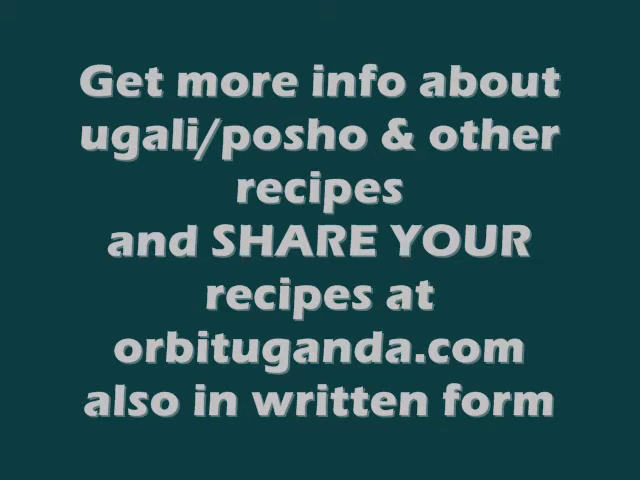 Get more info about
ugali/posho & other
recipes
and SHARE YOUR
recipes at
orbituganda.com
also in written form